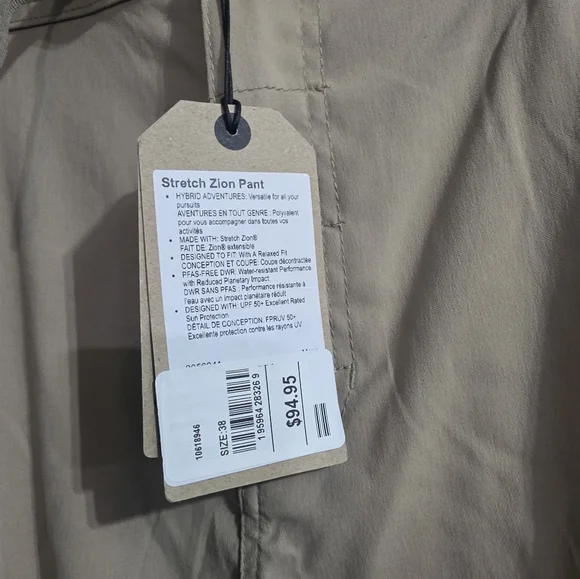 Stretch Zion Pant
• HYBRID ADVENTURES: Versatile for all your
pursuits
AVENTURES EN TOUT GENRE : Polyvalent
pour vous accompagner dans toutes vos
activités
• MADE WITH: Stretch Zion®
FAIT DE: Zion® extensible
• DESIGNED TO FIT: With A Relaxed Fit
CONCEPTION ET COUPE: Coupe décontractée
• PFAS-FREE DWR: Water-resistant Performance
with Reduced Planetary Impact
DWR SANS PFAS : Performance résistante à
l'eau avec un impact planétaire réduit
• DESIGNED WITH: UPF 50+ Excellent Rated
Sun Protection
DÉTAIL DE CONCEPTION: FPRUV 50+
Excellente protection contre les rayons UV
10618946
SIZE:38
1 95964 28326 9
$94.95